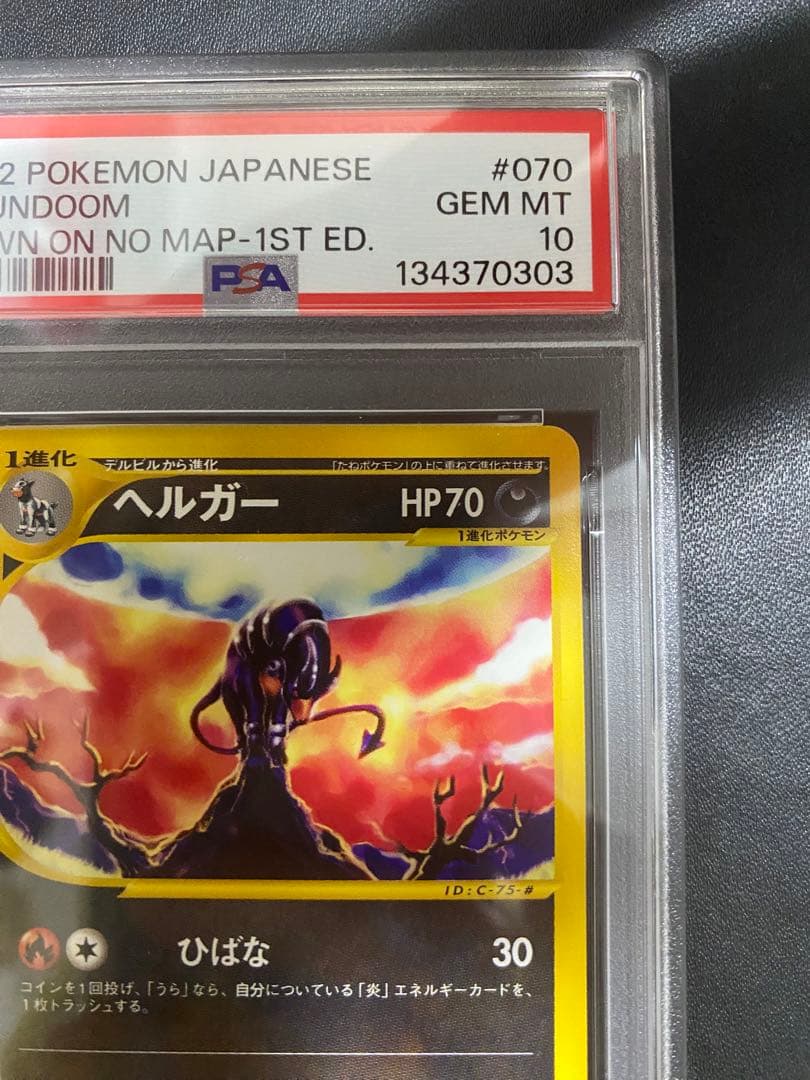 2 POKEMON JAPANESE #070
UNDOOM GEM MT
WN ON NO MAP-1ST ED. 10
PSA 134370303
1進化 デルビルから進化 「たねポケモン」の上に重ねて進化させます。
ヘルガー HP70
1進化ポケモン
ID:C-75-#
ひばな 30
コインを1回投げ、「うら」なら、自分についている「炎」エネルギーカードを、
1枚トラッシュする。